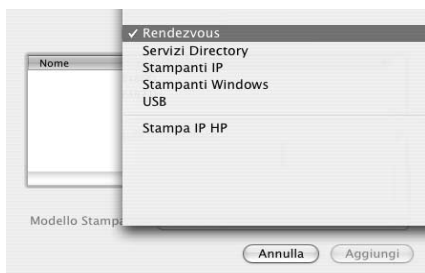 ✓ Rendezvous
Servizi Directory
Nome
Stampanti IP
Stampanti Windows
USB
Stampa IP HP
Modello Stampa
Annulla
Aggiungi